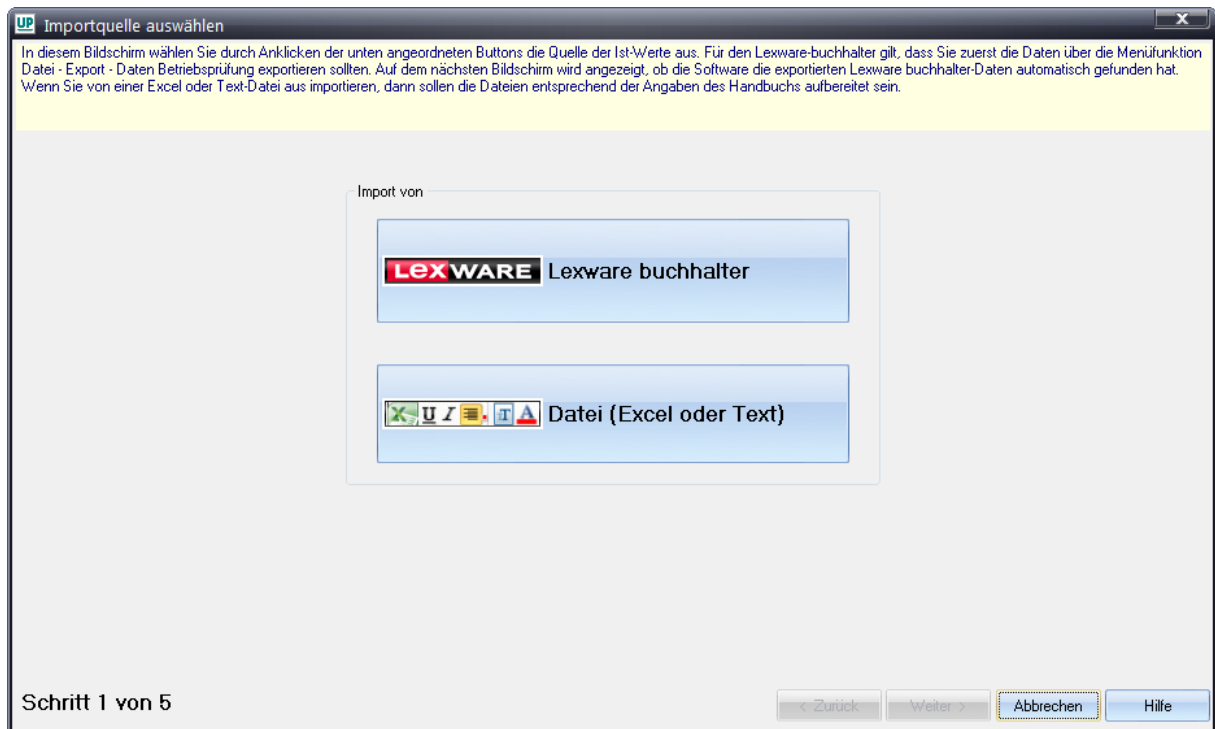 UP Importquelle auswählen
x
In diesem Bildschirm wählen Sie durch Anklicken der unten angeordneten Buttons die Quelle der Ist-Werte aus. Für den Lexware-buchhalter gilt, dass Sie zuerst die Daten über die Menüfunktion
Datei - Export - Daten Betriebsprüfung exportieren sollten. Auf dem nächsten Bildschirm wird angezeigt, ob die Software die exportierten Lexware buchhalter-Daten automatisch gefunden hat.
Wenn Sie von einer Excel oder Text-Datei aus importieren, dann sollen die Dateien entsprechend der Angaben des Handbuchs aufbereitet sein.
Import von
LEXWARE Lexware buchhalter
X U I T A Datei (Excel oder Text)
Schritt 1 von 5
< Zurück
Weiter >
Abbrechen
Hilfe